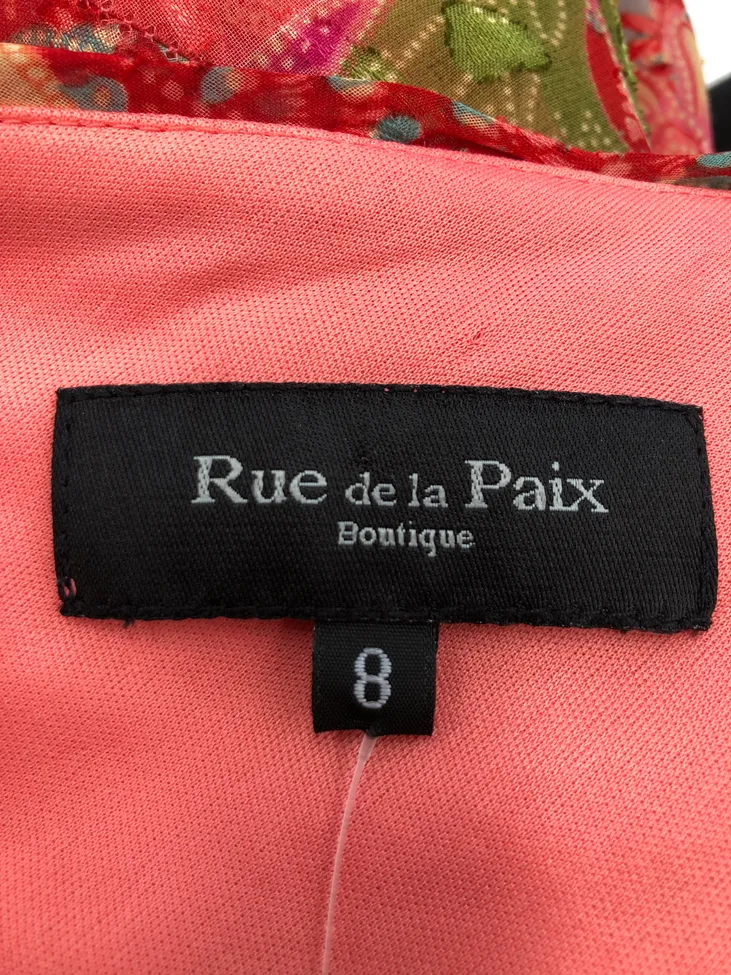 Rue de la Paix
Boutique
8